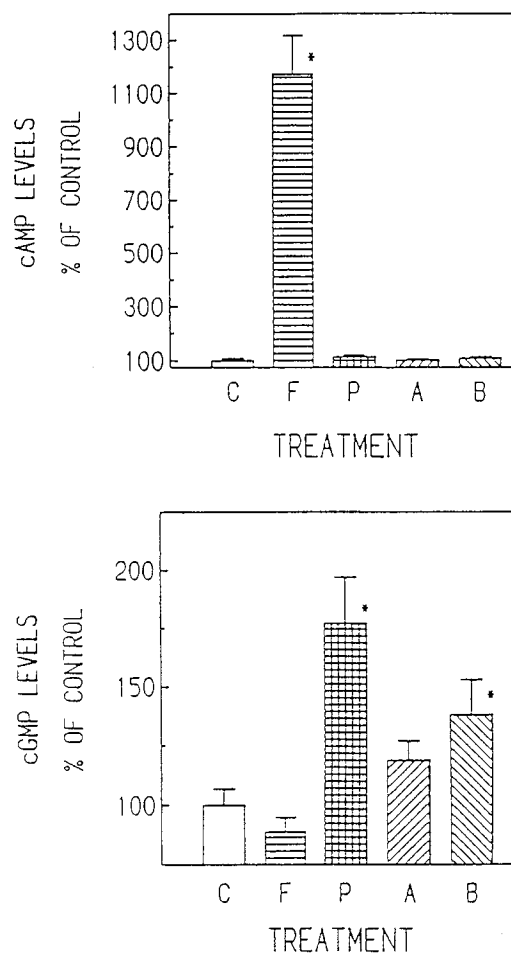 cAMP LEVELS
% OF CONTROL
1300
1100
900
700
500
300
100
*
C F P A B
TREATMENT
cGMP LEVELS
% OF CONTROL
200
150
100
*
*
C F P A B
TREATMENT